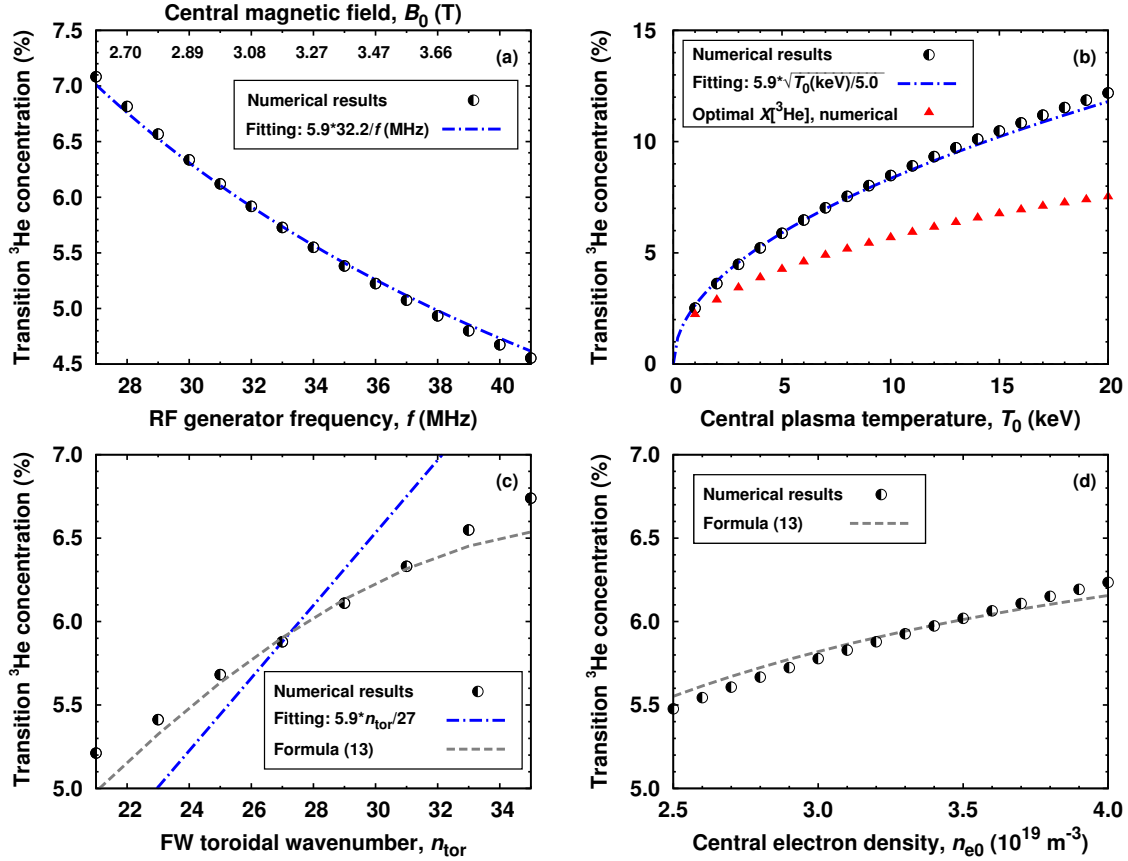 Central magnetic field, B₀ (T)
2.70 2.89 3.08 3.27 3.47 3.66
(a)
7.5
7.0
6.5
6.0
5.5
5.0
4.5
Transition ³He concentration (%)
Numerical results
Fitting: 5.9*32.2/f (MHz)
28 30 32 34 36 38 40
RF generator frequency, f (MHz)
(b)
15
10
5
0
Transition ³He concentration (%)
Numerical results
Fitting: 5.9*√T₀(keV)/5.0
Optimal X[³He], numerical
0 5 10 15 20
Central plasma temperature, T₀ (keV)
(c)
7.0
6.5
6.0
5.5
5.0
Transition ³He concentration (%)
Numerical results
Fitting: 5.9*n_tor/27
Formula (13)
22 24 26 28 30 32 34
FW toroidal wavenumber, n_tor
(d)
7.0
6.5
6.0
5.5
5.0
Transition ³He concentration (%)
Numerical results
Formula (13)
2.5 3.0 3.5 4.0
Central electron density, n_e0 (10¹⁹ m⁻³)